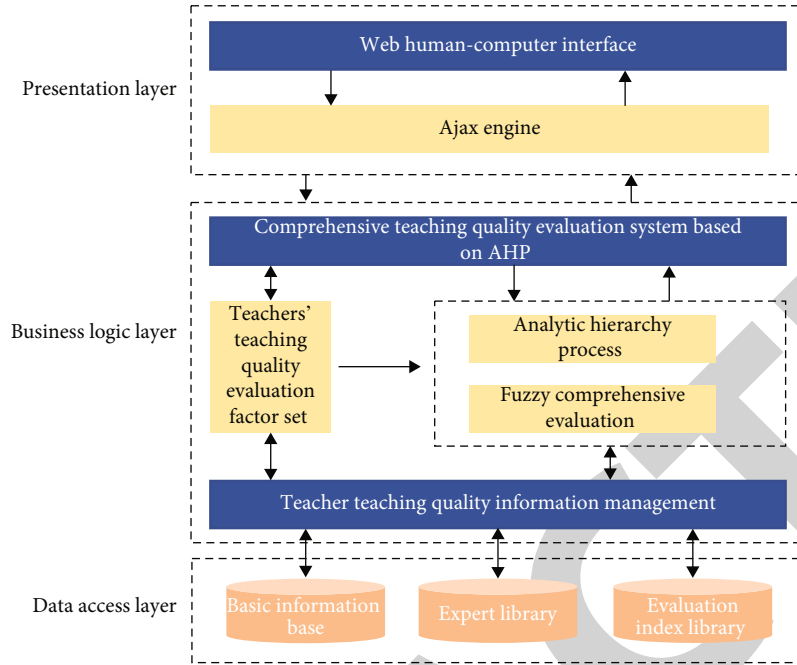 Web human-computer interface
Presentation layer
Ajax engine
Comprehensive teaching quality evaluation system based
on AHP
Business logic layer
Teachers'
teaching
quality
evaluation
factor set
Analytic hierarchy
process
Fuzzy comprehensive
evaluation
Teacher teaching quality information management
Data access layer
Basic information
base
Expert library
Evaluation
index library